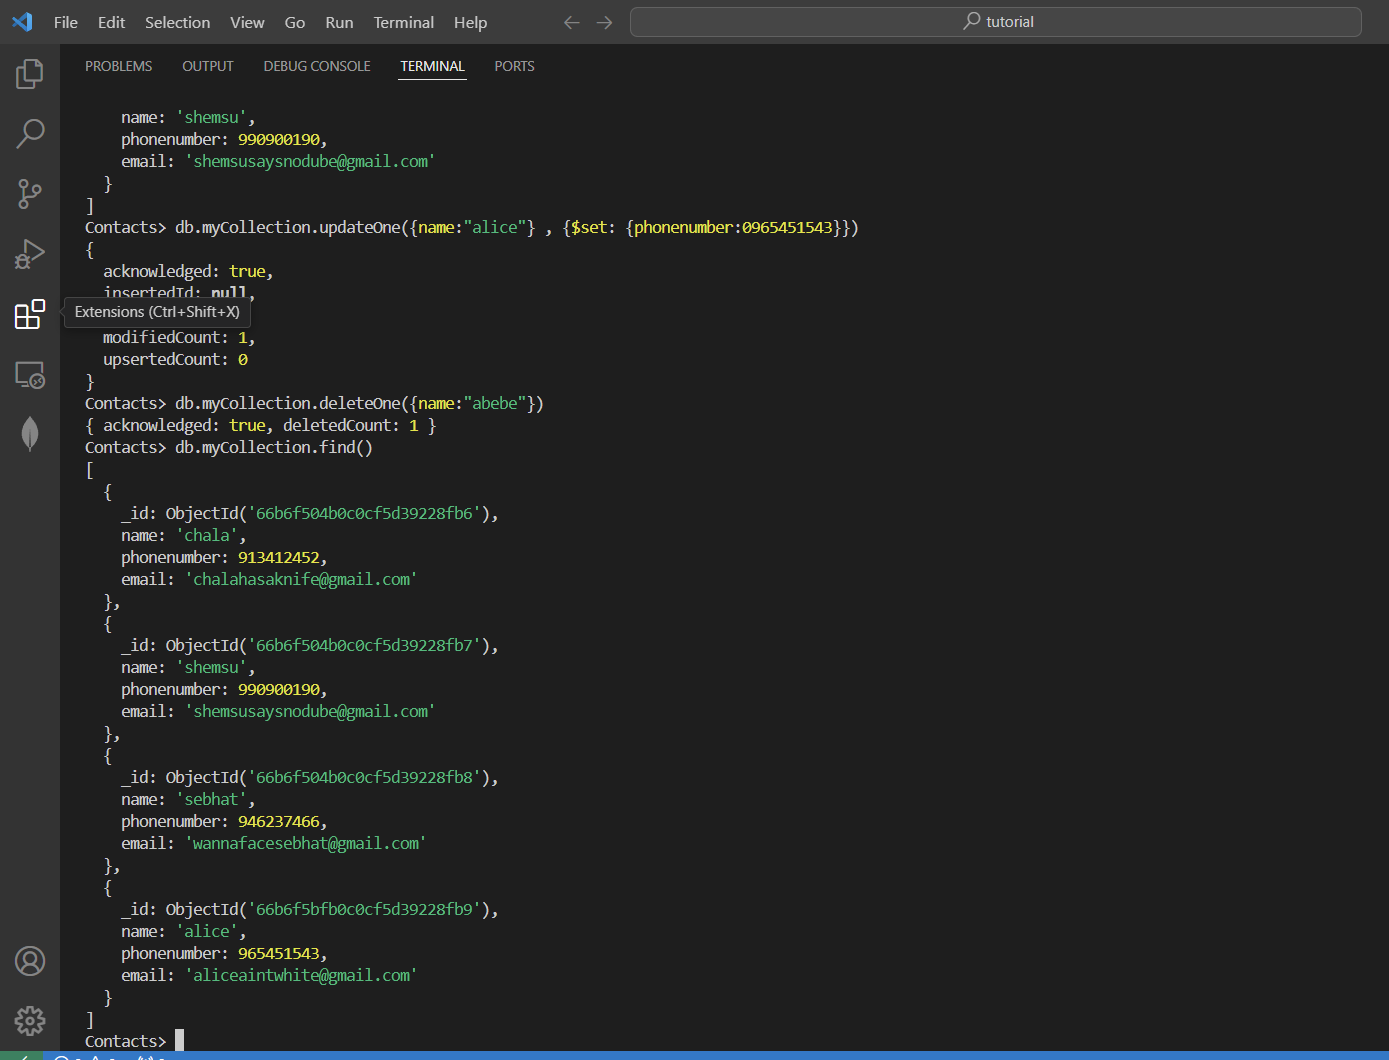 File Edit Selection View Go Run Terminal Help
tutorial
PROBLEMS OUTPUT DEBUG CONSOLE TERMINAL PORTS
name: 'shemsu',
phonenumber: 990900190,
email: 'shemsusaysnodube@gmail.com'
}
]
Contacts> db.myCollection.updateOne({name:"alice"} , {$set: {phonenumber:0965451543}})
{
acknowledged: true,
insertedId: null,
Extensions (Ctrl+Shift+X)
modifiedCount: 1,
upsertedCount: 0
}
Contacts> db.myCollection.deleteOne({name:"abebe"})
{ acknowledged: true, deletedCount: 1 }
Contacts> db.myCollection.find()
[
{
_id: ObjectId('66b6f504b0c0cf5d39228fb6'),
name: 'chala',
phonenumber: 913412452,
email: 'chalahasaknife@gmail.com'
},
{
_id: ObjectId('66b6f504b0c0cf5d39228fb7'),
name: 'shemsu',
phonenumber: 990900190,
email: 'shemsusaysnodube@gmail.com'
},
{
_id: ObjectId('66b6f504b0c0cf5d39228fb8'),
name: 'sebhat',
phonenumber: 946237466,
email: 'wannafacesebhat@gmail.com'
},
{
_id: ObjectId('66b6f5bfb0c0cf5d39228fb9'),
name: 'alice',
phonenumber: 965451543,
email: 'aliceaintwhite@gmail.com'
}
]
Contacts>